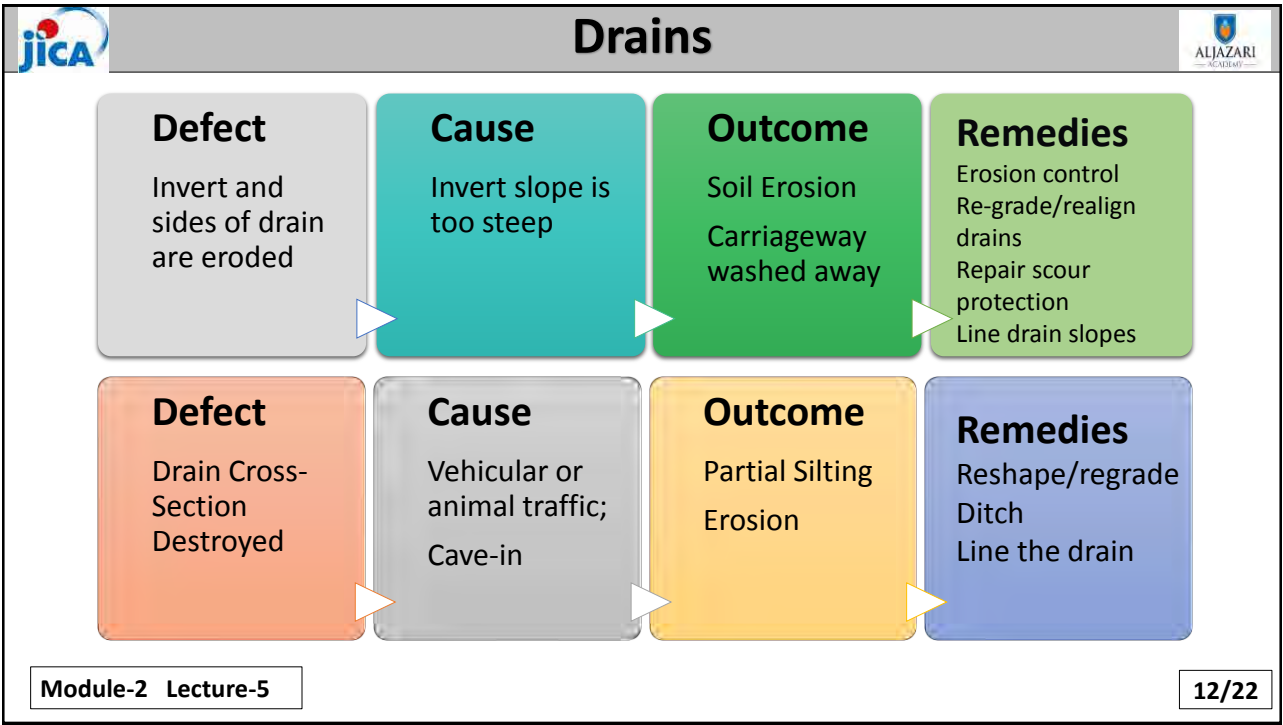 jica
Drains
ALJAZARI
ACADEMY
Defect
Invert and
sides of drain
are eroded
Cause
Invert slope is
too steep
Outcome
Soil Erosion
Carriageway
washed away
Remedies
Erosion control
Re-grade/realign
drains
Repair scour
protection
Line drain slopes
Defect
Drain Cross-
Section
Destroyed
Cause
Vehicular or
animal traffic;
Cave-in
Outcome
Partial Silting
Erosion
Remedies
Reshape/regrade
Ditch
Line the drain
Module-2 Lecture-5
12/22